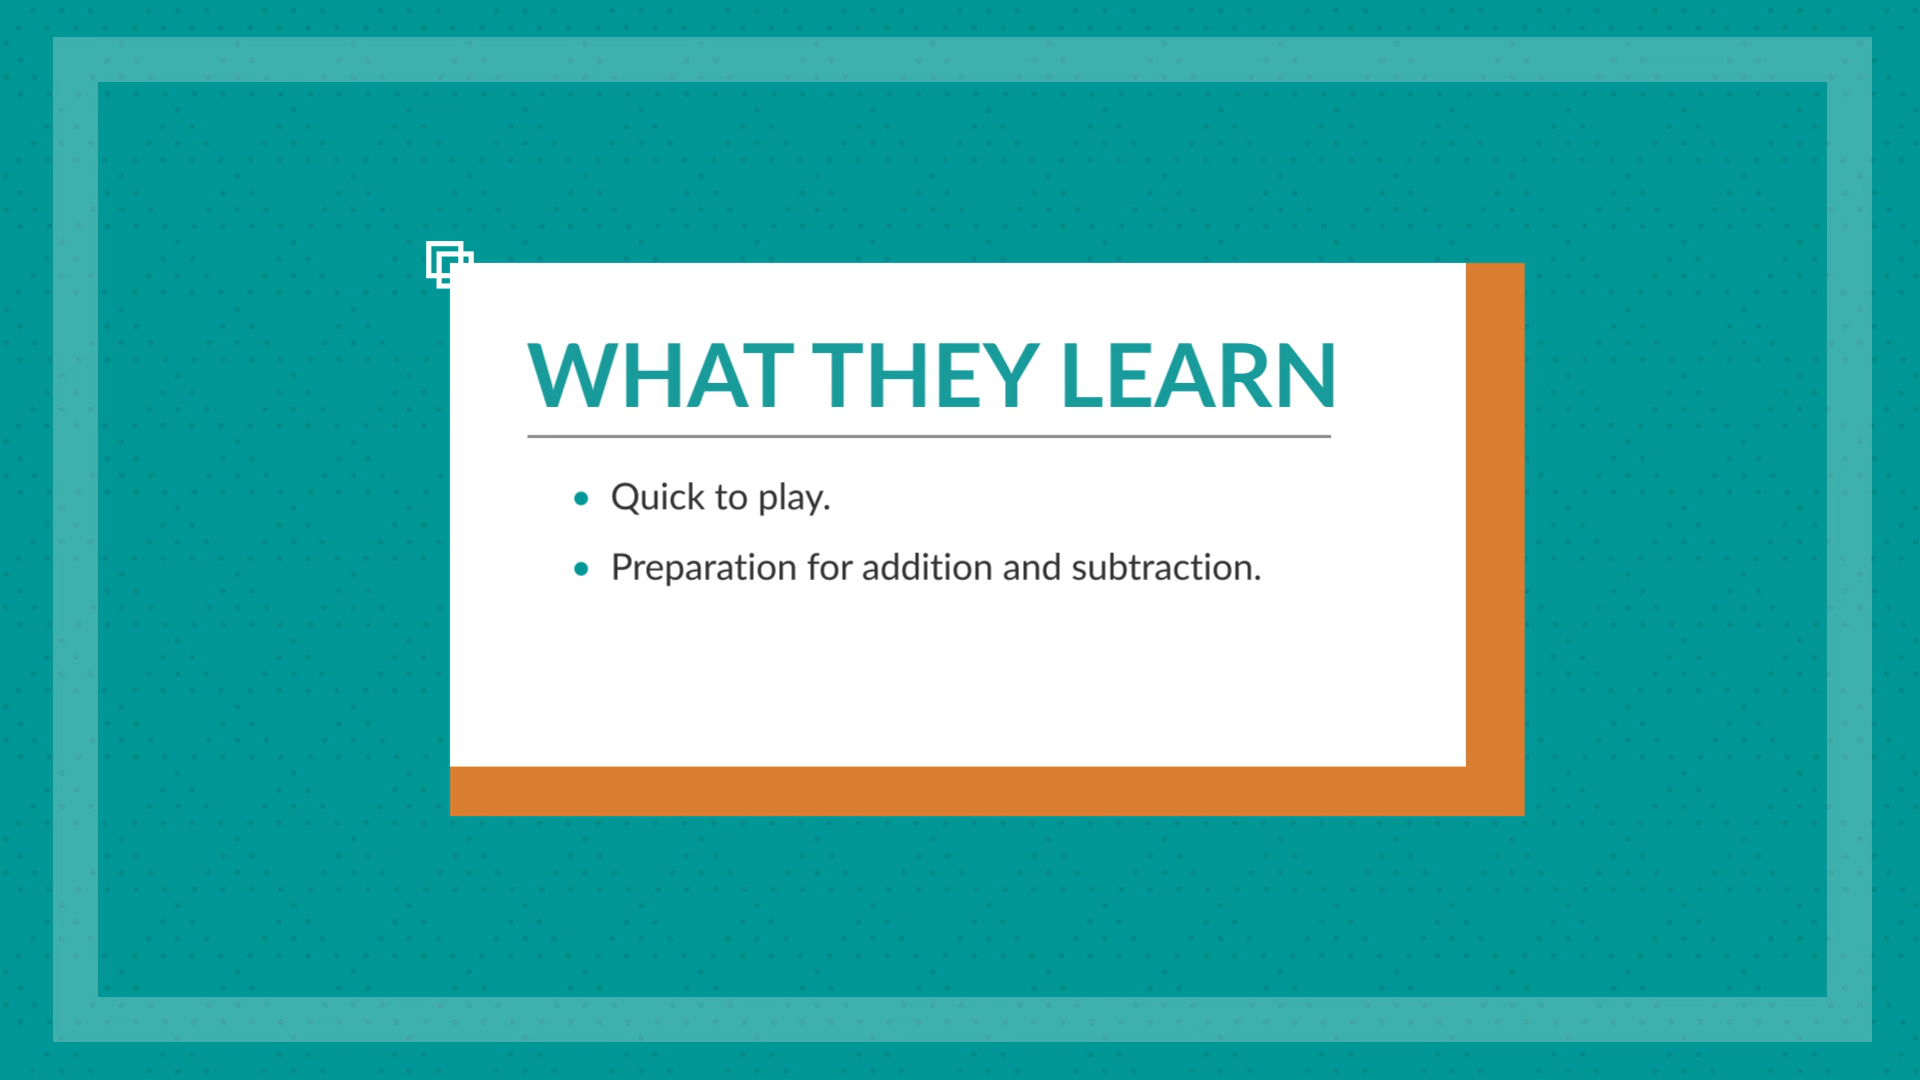 WHAT THEY LEARN
• Quick to play.
• Preparation for addition and subtraction.